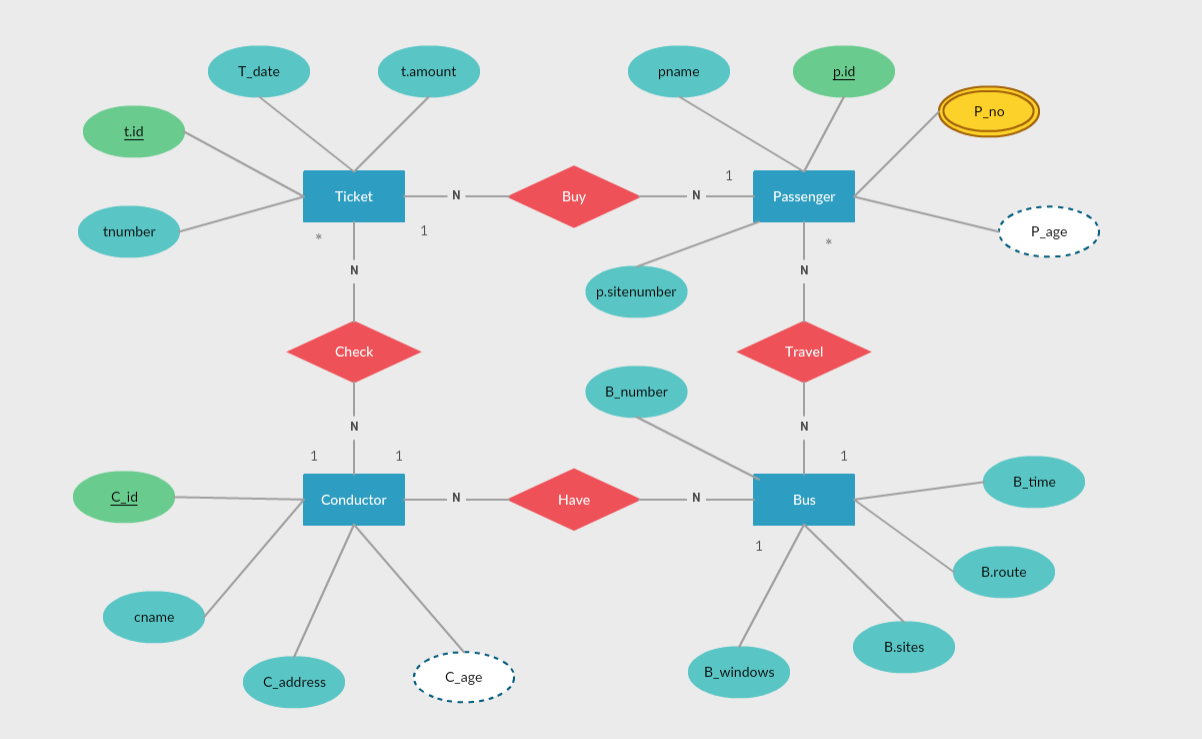 T_date
t.amount
pname
p.id
P_no
t.id
Ticket
N
Buy
N
1
Passenger
tnumber
*
1
*
P_age
N
N
p.sitenumber
Check
Travel
B_number
N
N
1
1
1
C_id
Conductor
N
Have
N
Bus
B_time
1
B.route
cname
B.sites
C_address
C_age
B_windows